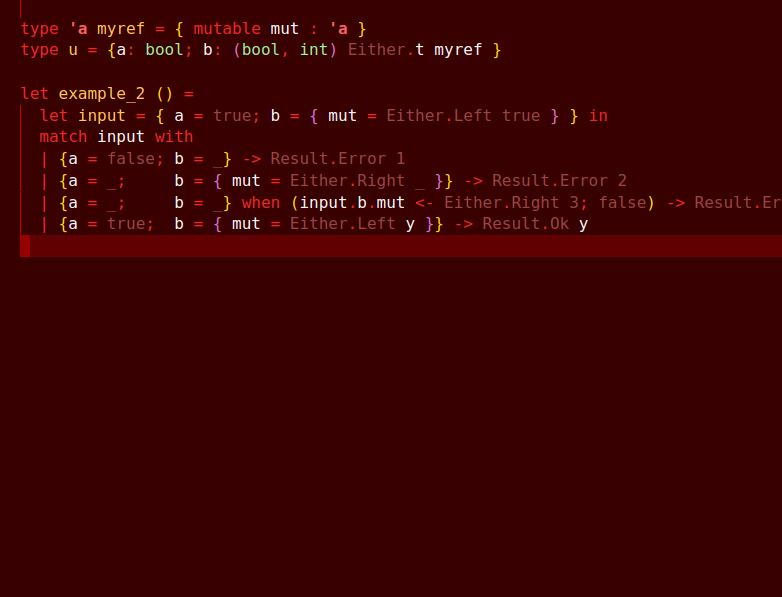 type 'a myref = { mutable mut : 'a }
type u = {a: bool; b: (bool, int) Either.t myref }
let example_2 () =
let input = { a = true; b = { mut = Either.Left true } } in
match input with
| {a = false; b = _} -> Result.Error 1
| {a = _;     b = { mut = Either.Right _ }} -> Result.Error 2
| {a = _;     b = _} when (input.b.mut <- Either.Right 3; false) -> Result.Er
| {a = true;  b = { mut = Either.Left y }} -> Result.Ok y